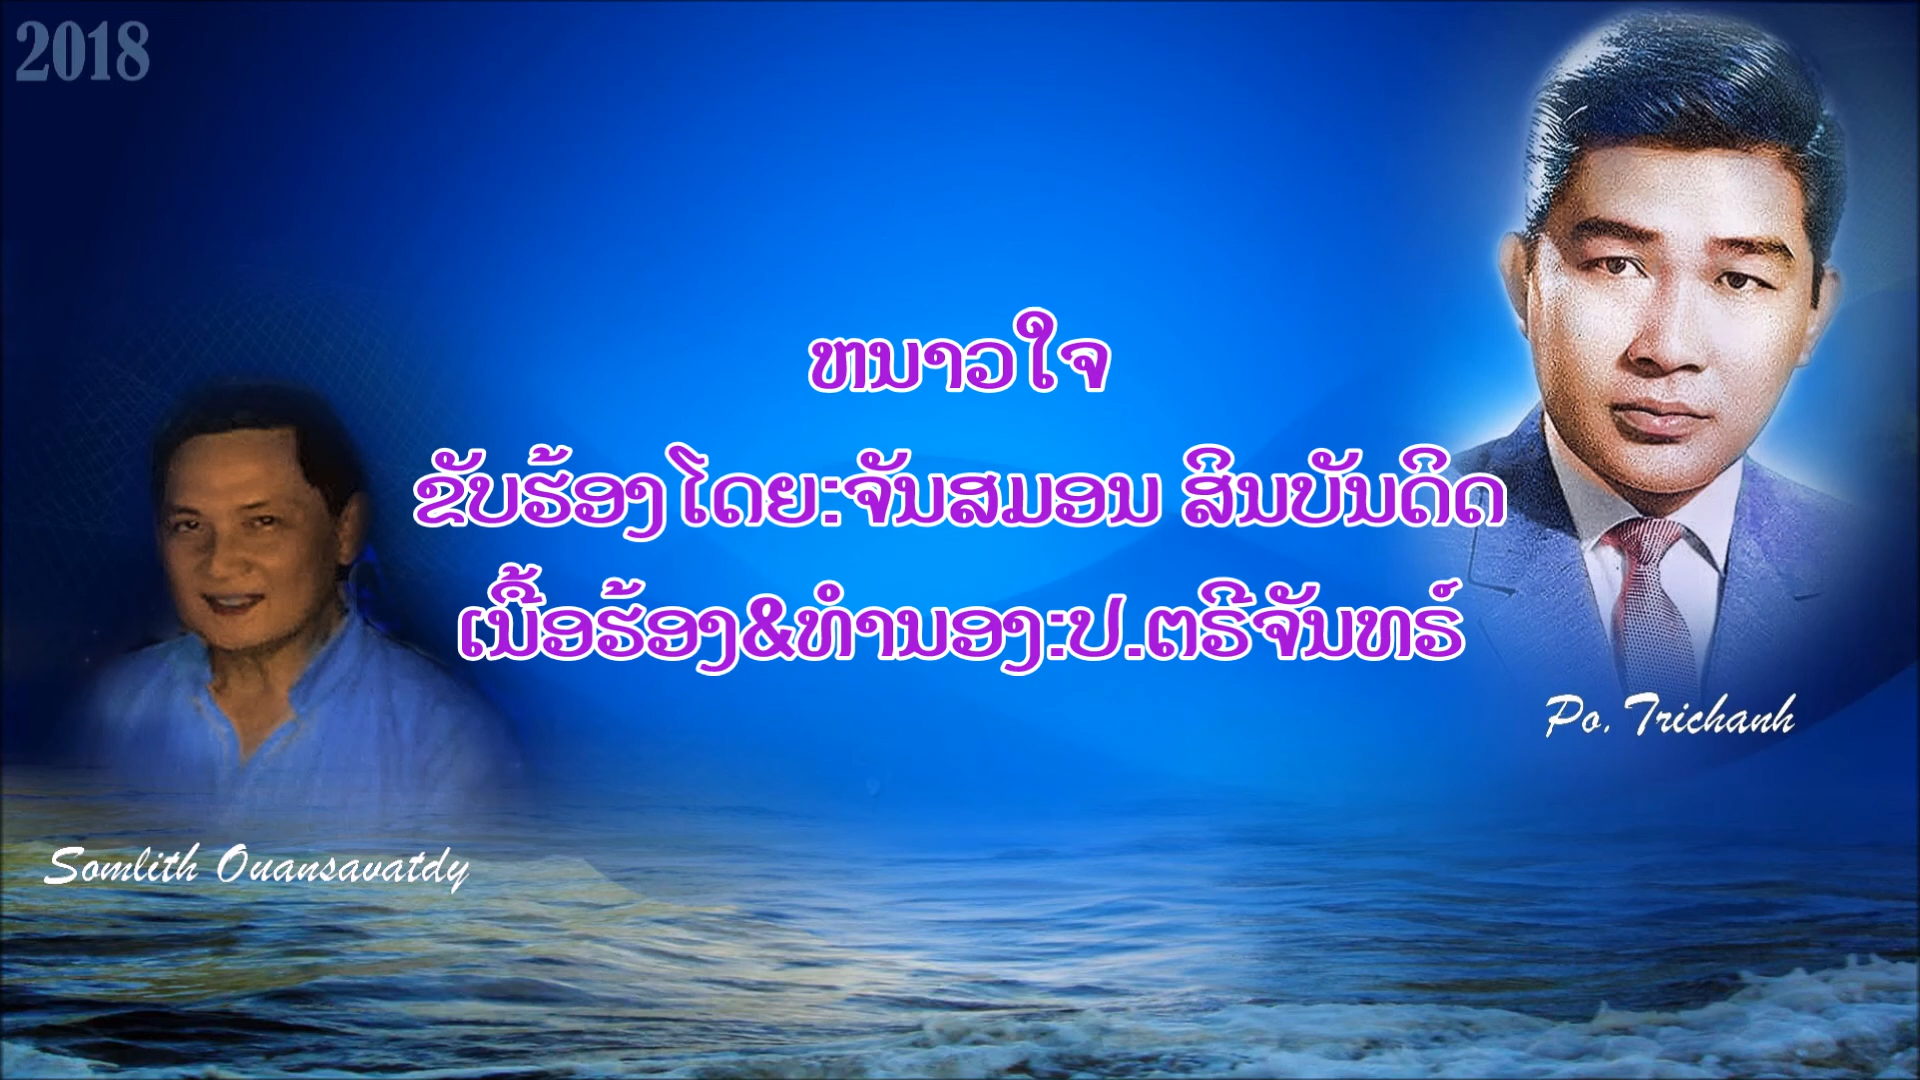 2018
ຫນາວໃຈ
ຂັບຮ້ອງໂດຍ:ຈັນສມອນ ສິນບັນດິດ
ເນື້ອຮ້ອງ&ທໍານອງ:ປ.ຕຣີຈັນທຣ໌
Po. Trichanh
Somlith Ouansavatdy